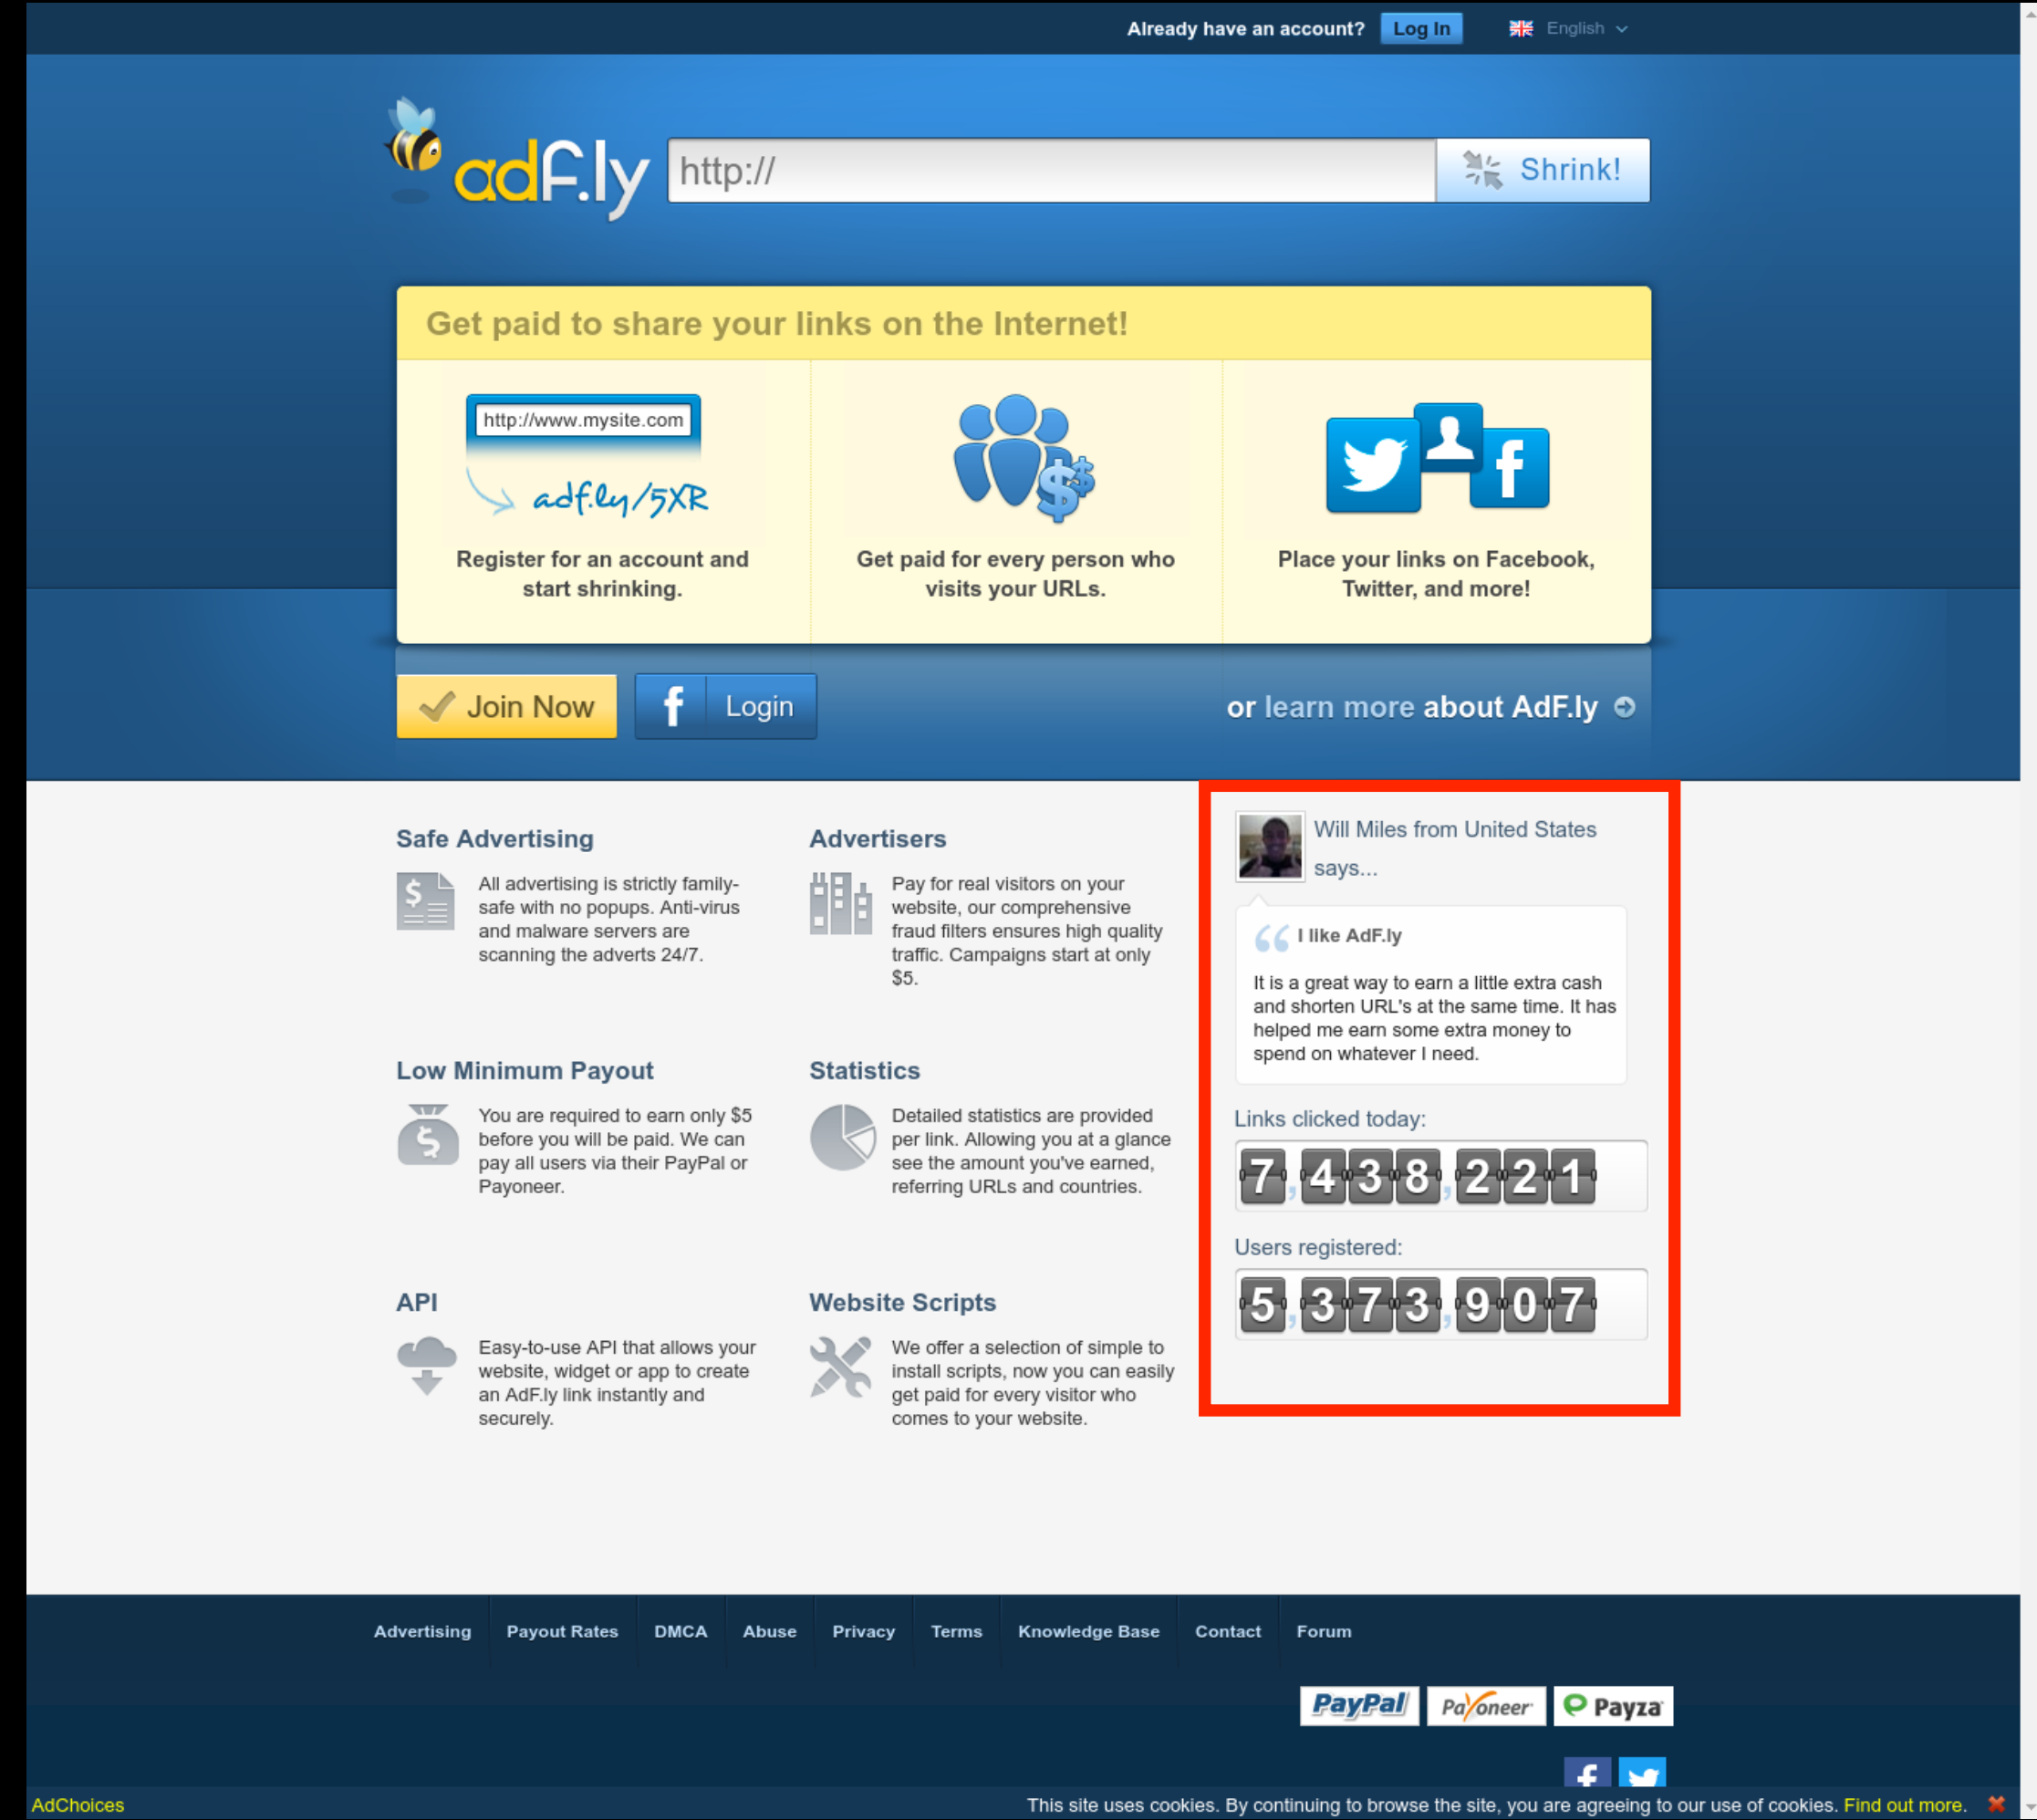 Already have an account? Log In English
adf.ly http:// Shrink!
Get paid to share your links on the Internet!
http://www.mysite.com
adf.ly/5XR
Register for an account and
start shrinking.
Get paid for every person who
visits your URLs.
Place your links on Facebook,
Twitter, and more!
Join Now
f Login
or learn more about AdF.ly
Safe Advertising
All advertising is strictly family-
safe with no popups. Anti-virus
and malware servers are
scanning the adverts 24/7.
Advertisers
Pay for real visitors on your
website, our comprehensive
fraud filters ensures high quality
traffic. Campaigns start at only
$5.
Low Minimum Payout
You are required to earn only $5
before you will be paid. We can
pay all users via their PayPal or
Payoneer.
Statistics
Detailed statistics are provided
per link. Allowing you at a glance
see the amount you've earned,
referring URLs and countries.
API
Easy-to-use API that allows your
website, widget or app to create
an AdF.ly link instantly and
securely.
Website Scripts
We offer a selection of simple to
install scripts, now you can easily
get paid for every visitor who
comes to your website.
Will Miles from United States
says...
“ I like AdF.ly
It is a great way to earn a little extra cash
and shorten URL's at the same time. It has
helped me earn some extra money to
spend on whatever I need.
Links clicked today:
7,438,221
Users registered:
5,373,907
Advertising Payout Rates DMCA Abuse Privacy Terms Knowledge Base Contact Forum
PayPal Payoneer Payza
AdChoices
This site uses cookies. By continuing to browse the site, you are agreeing to our use of cookies. Find out more.